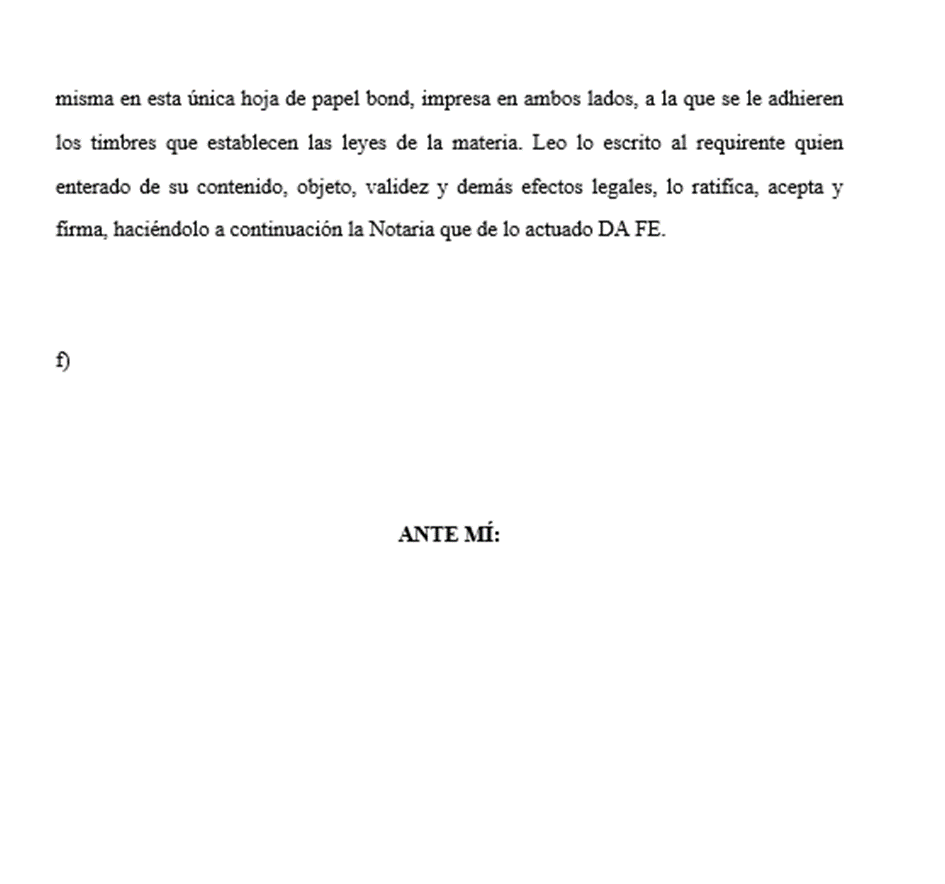 misma en esta única hoja de papel bond, impresa en ambos lados, a la que se le adhieren
los timbres que establecen las leyes de la materia. Leo lo escrito al requirente quien
enterado de su contenido, objeto, validez y demás efectos legales, lo ratifica, acepta y
firma, haciéndolo a continuación la Notaria que de lo actuado DA FE.
f)
ANTE MÍ: